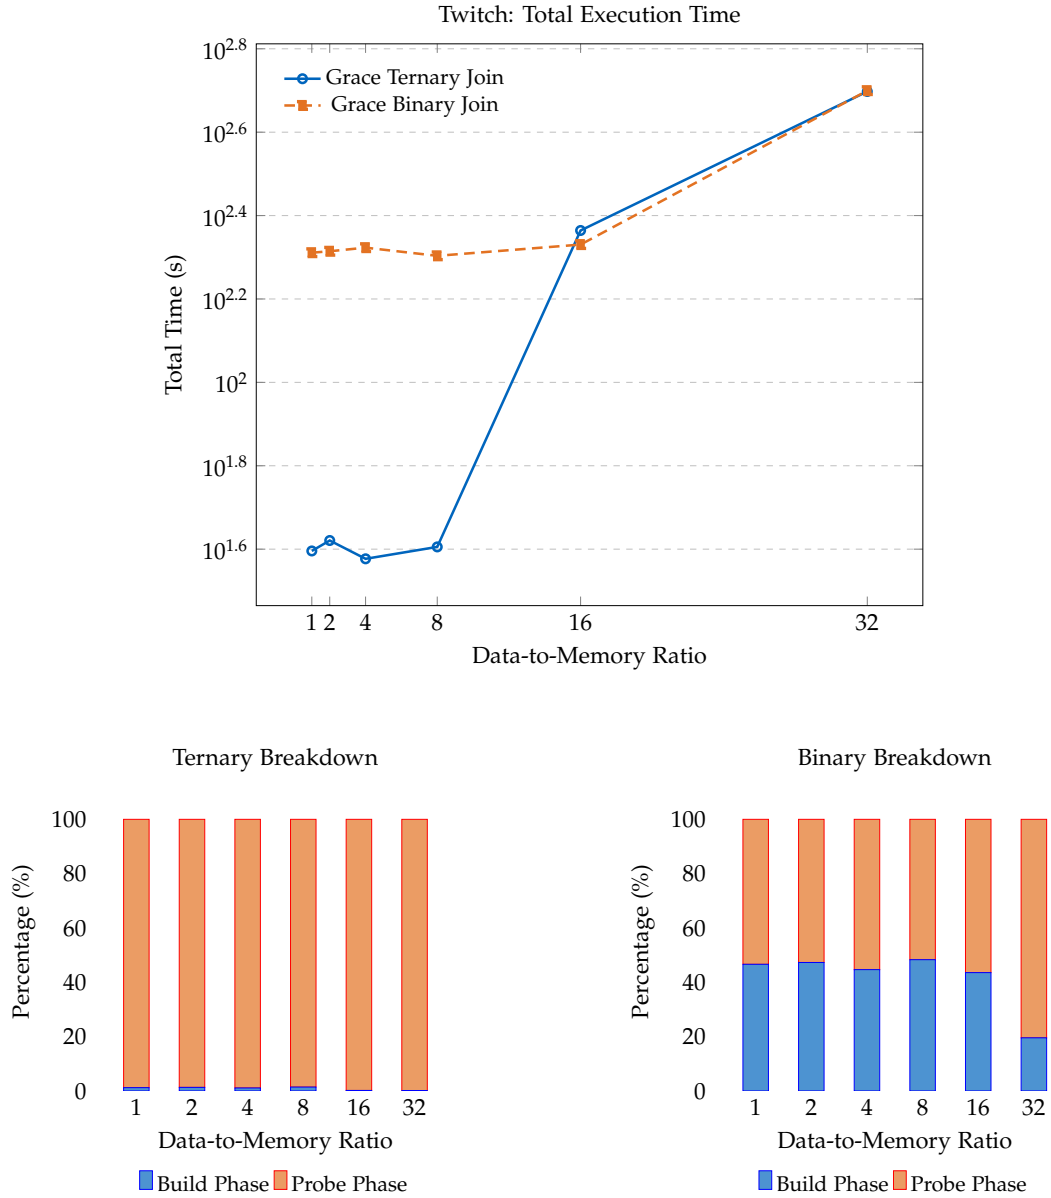 Twitch: Total Execution Time
10^2.8
10^2.6
10^2.4
10^2.2
10^2
10^1.8
10^1.6
Total Time (s)
Grace Ternary Join
Grace Binary Join
1 2 4 8 16 32
Data-to-Memory Ratio
Ternary Breakdown
100
80
60
40
20
0
Percentage (%)
1 2 4 8 16 32
Data-to-Memory Ratio
Build Phase Probe Phase
Binary Breakdown
100
80
60
40
20
0
Percentage (%)
1 2 4 8 16 32
Data-to-Memory Ratio
Build Phase Probe Phase